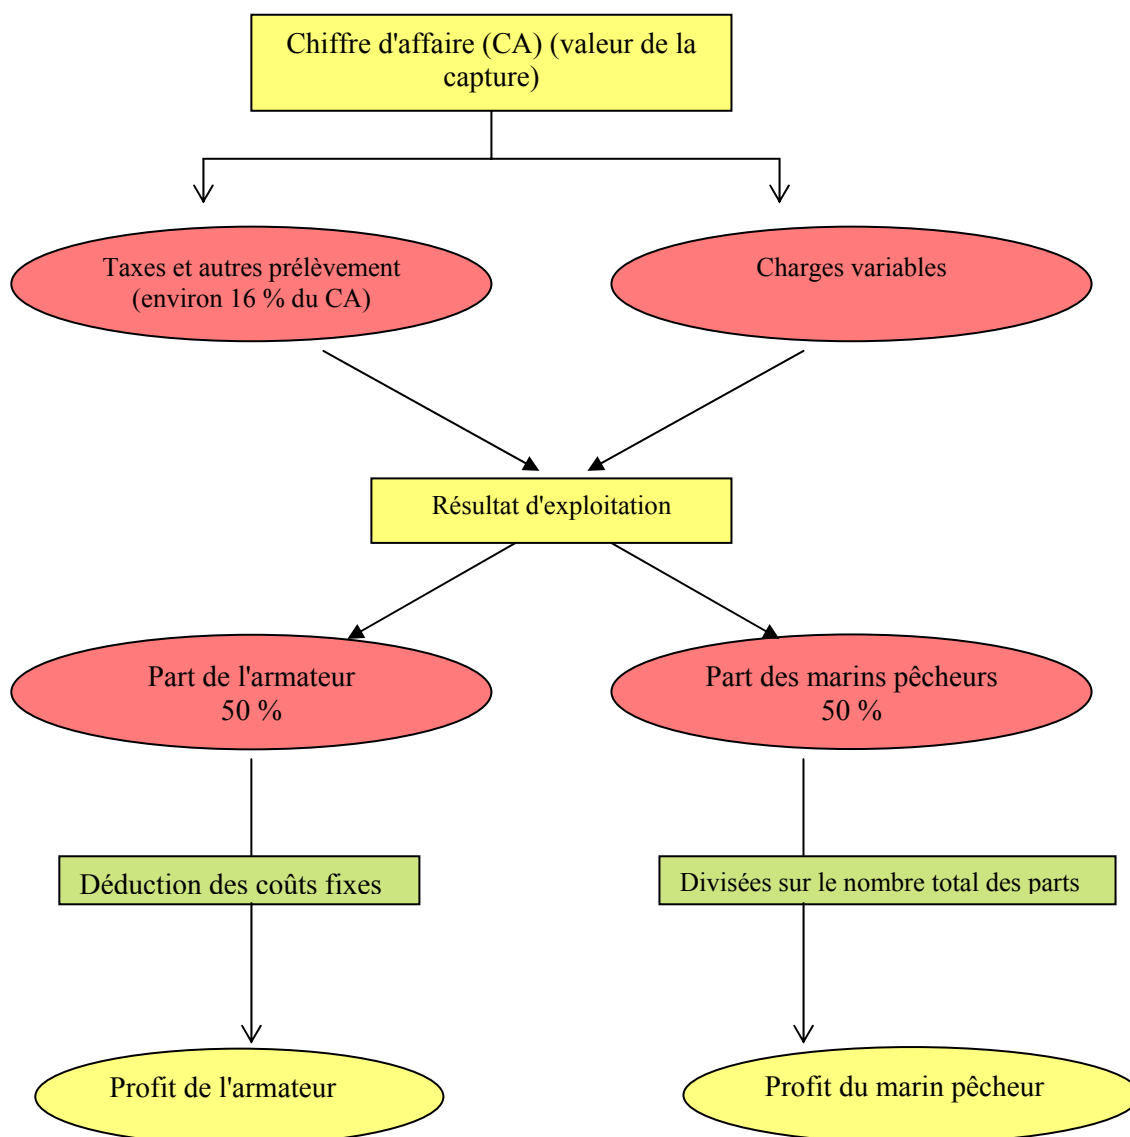 Chiffre d'affaire (CA) (valeur de la
capture)
Taxes et autres prélèvement
(environ 16 % du CA)
Charges variables
Résultat d'exploitation
Part de l'armateur
50 %
Part des marins pêcheurs
50 %
Déduction des coûts fixes
Divisées sur le nombre total des parts
Profit de l'armateur
Profit du marin pêcheur